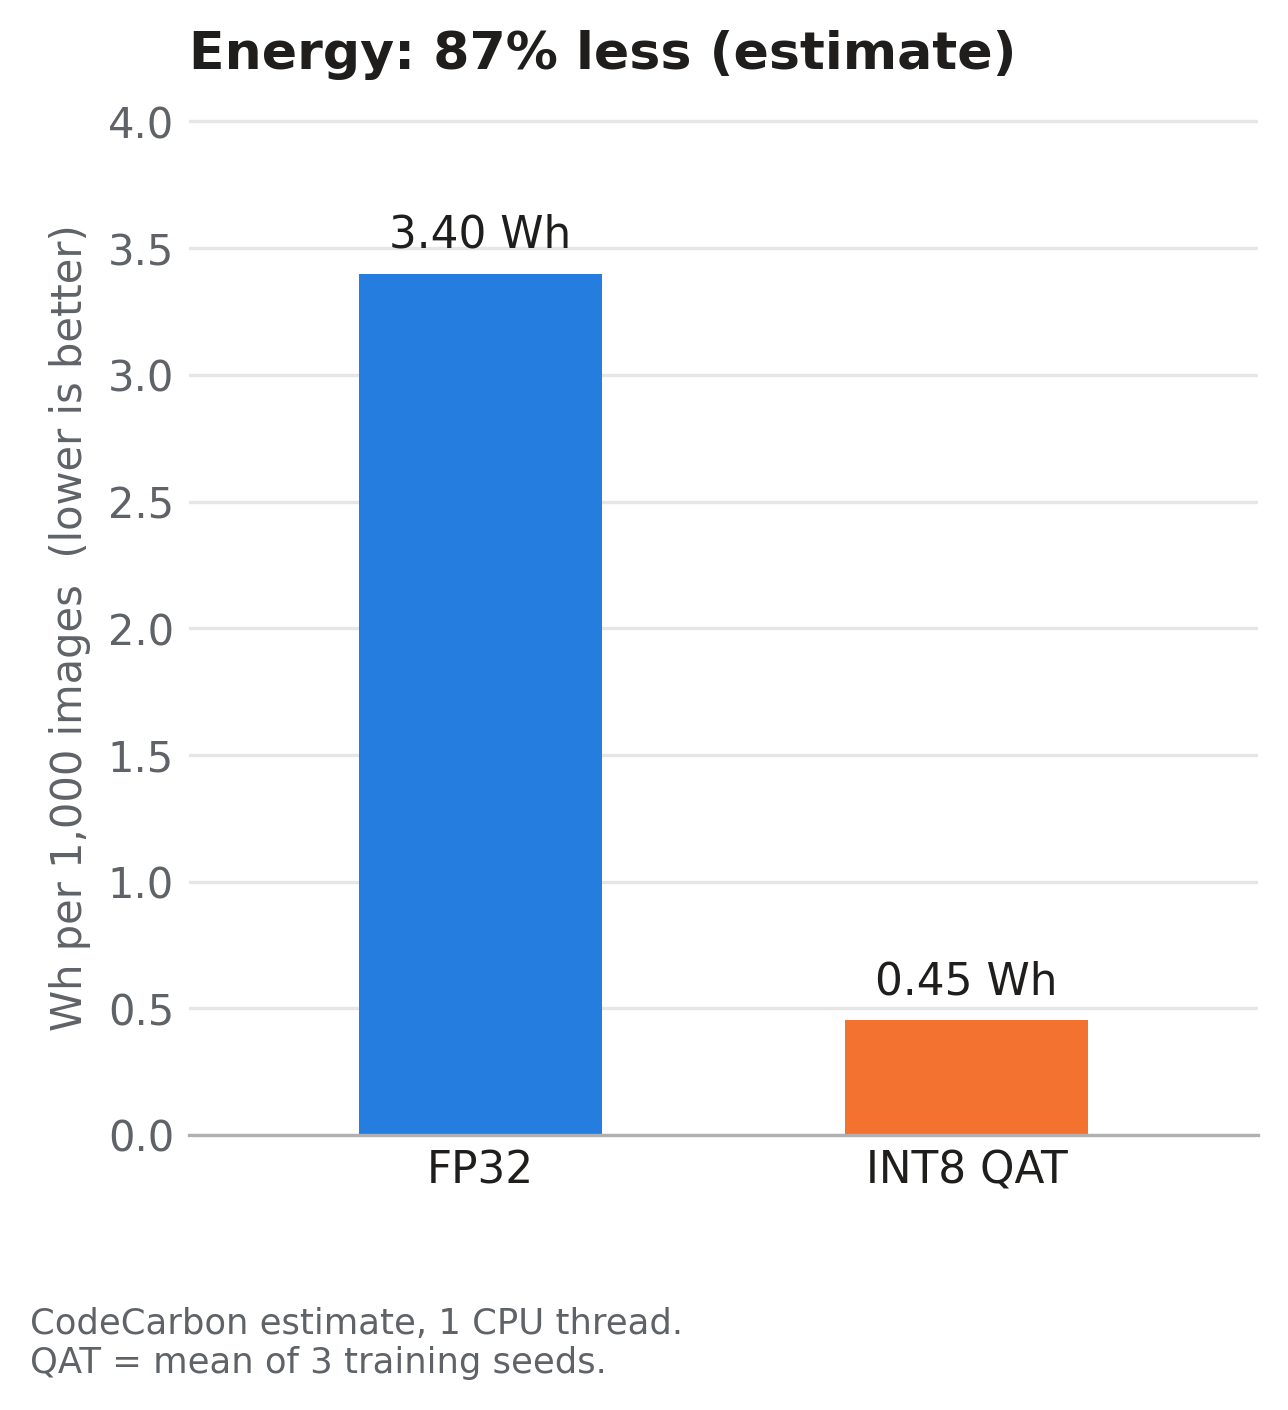 Energy: 87% less (estimate)
Wh per 1,000 images  (lower is better)
4.0
3.5
3.0
2.5
2.0
1.5
1.0
0.5
0.0
3.40 Wh
0.45 Wh
FP32
INT8 QAT
CodeCarbon estimate, 1 CPU thread.
QAT = mean of 3 training seeds.